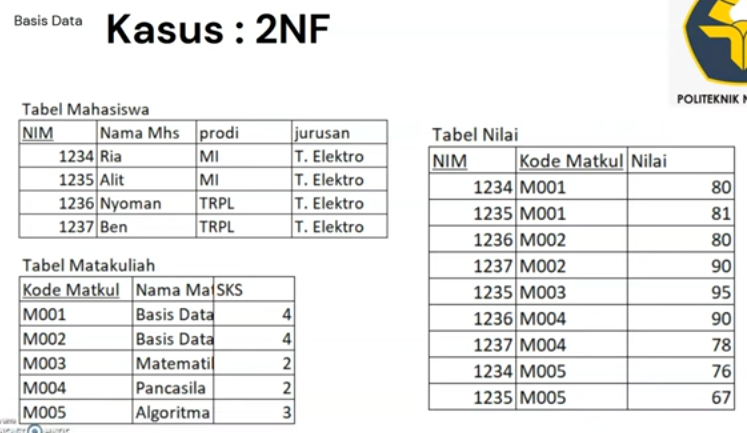 Basis Data
Kasus : 2NF
POLITEKNIK
Tabel Mahasiswa
NIM Nama Mhs prodi jurusan
1234 Ria MI T. Elektro
1235 Alit MI T. Elektro
1236 Nyoman TRPL T. Elektro
1237 Ben TRPL T. Elektro
Tabel Matakuliah
Kode Matkul Nama Mat SKS
M001 Basis Data 4
M002 Basis Data 4
M003 Matemati 2
M004 Pancasila 2
M005 Algoritma 3
Tabel Nilai
NIM Kode Matkul Nilai
1234 M001 80
1235 M001 81
1236 M002 80
1237 M002 90
1235 M003 95
1236 M004 90
1237 M004 78
1234 M005 76
1235 M005 67